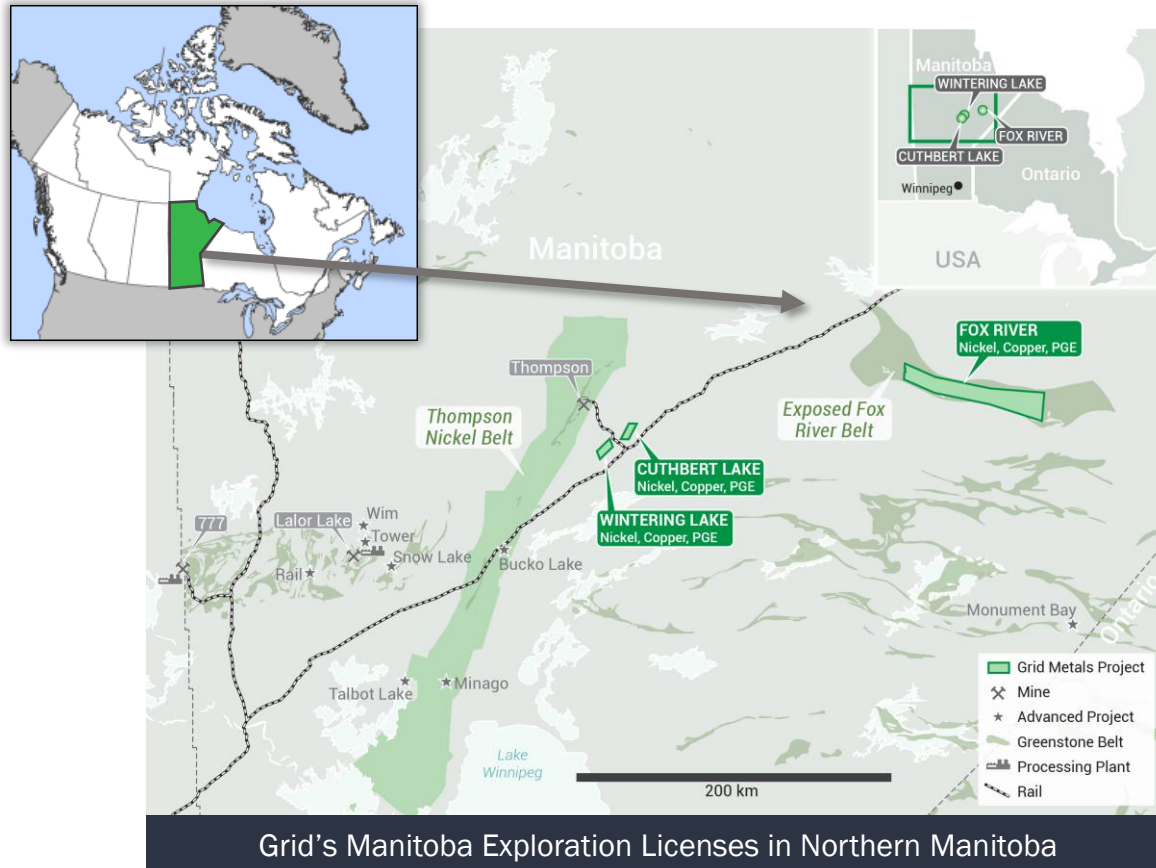 Manitoba
WINTERING LAKE
FOX RIVER
CUTHBERT LAKE
Ontario
Winnipeg
USA
Manitoba
FOX RIVER
Nickel, Copper, PGE
Thompson
Thompson
Nickel Belt
Exposed Fox
River Belt
CUTHBERT LAKE
Nickel, Copper, PGE
WINTERING LAKE
Nickel, Copper, PGE
777
Lalor Lake
Wim
Tower
Snow Lake
Rail
Bucko Lake
Monument Bay
Ontario
Talbot Lake
Minago
Lake
Winnipeg
200 km
Grid Metals Project
Mine
Advanced Project
Greenstone Belt
Processing Plant
Rail
Grid's Manitoba Exploration Licenses in Northern Manitoba